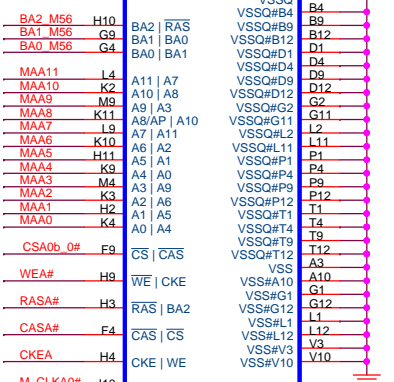 VSSQ
VSSQ#B4 B4
BA2_M56 H10 BA2 | RAS VSSQ#B9 B9
BA1_M56 G9 BA1 | BA0 VSSQ#B12 B12
BA0_M56 G4 BA0 | BA1 VSSQ#D1 D1
VSSQ#D4 D4
MAA11 L4 A11 | A7 VSSQ#D9 D9
MAA10 K2 A10 | A8 VSSQ#D12 D12
MAA9 M9 A9 | A3 VSSQ#G2 G2
MAA8 K11 A8/AP | A10 VSSQ#G11 G11
MAA7 L9 A7 | A11 VSSQ#L2 L2
MAA6 K10 A6 | A2 VSSQ#L11 L11
MAA5 H11 A5 | A1 VSSQ#P1 P1
MAA4 K9 A4 | A0 VSSQ#P4 P4
MAA3 M4 A3 | A9 VSSQ#P9 P9
MAA2 K3 A2 | A6 VSSQ#P12 P12
MAA1 H2 A1 | A5 VSSQ#T1 T1
MAA0 K4 A0 | A4 VSSQ#T4 T4
VSSQ#T9 T9
CSA0b_0# F9 CS | CAS VSSQ#T12 T12
VSS A3
WEA# H9 WE | CKE VSS#A10 A10
VSS#G1 G1
RASA# H3 RAS | BA2 VSS#G12 G12
VSS#L1 L1
CASA# F4 CAS | CS VSS#L12 L12
VSS#V3 V3
CKEA H4 CKE | WE VSS#V10 V10